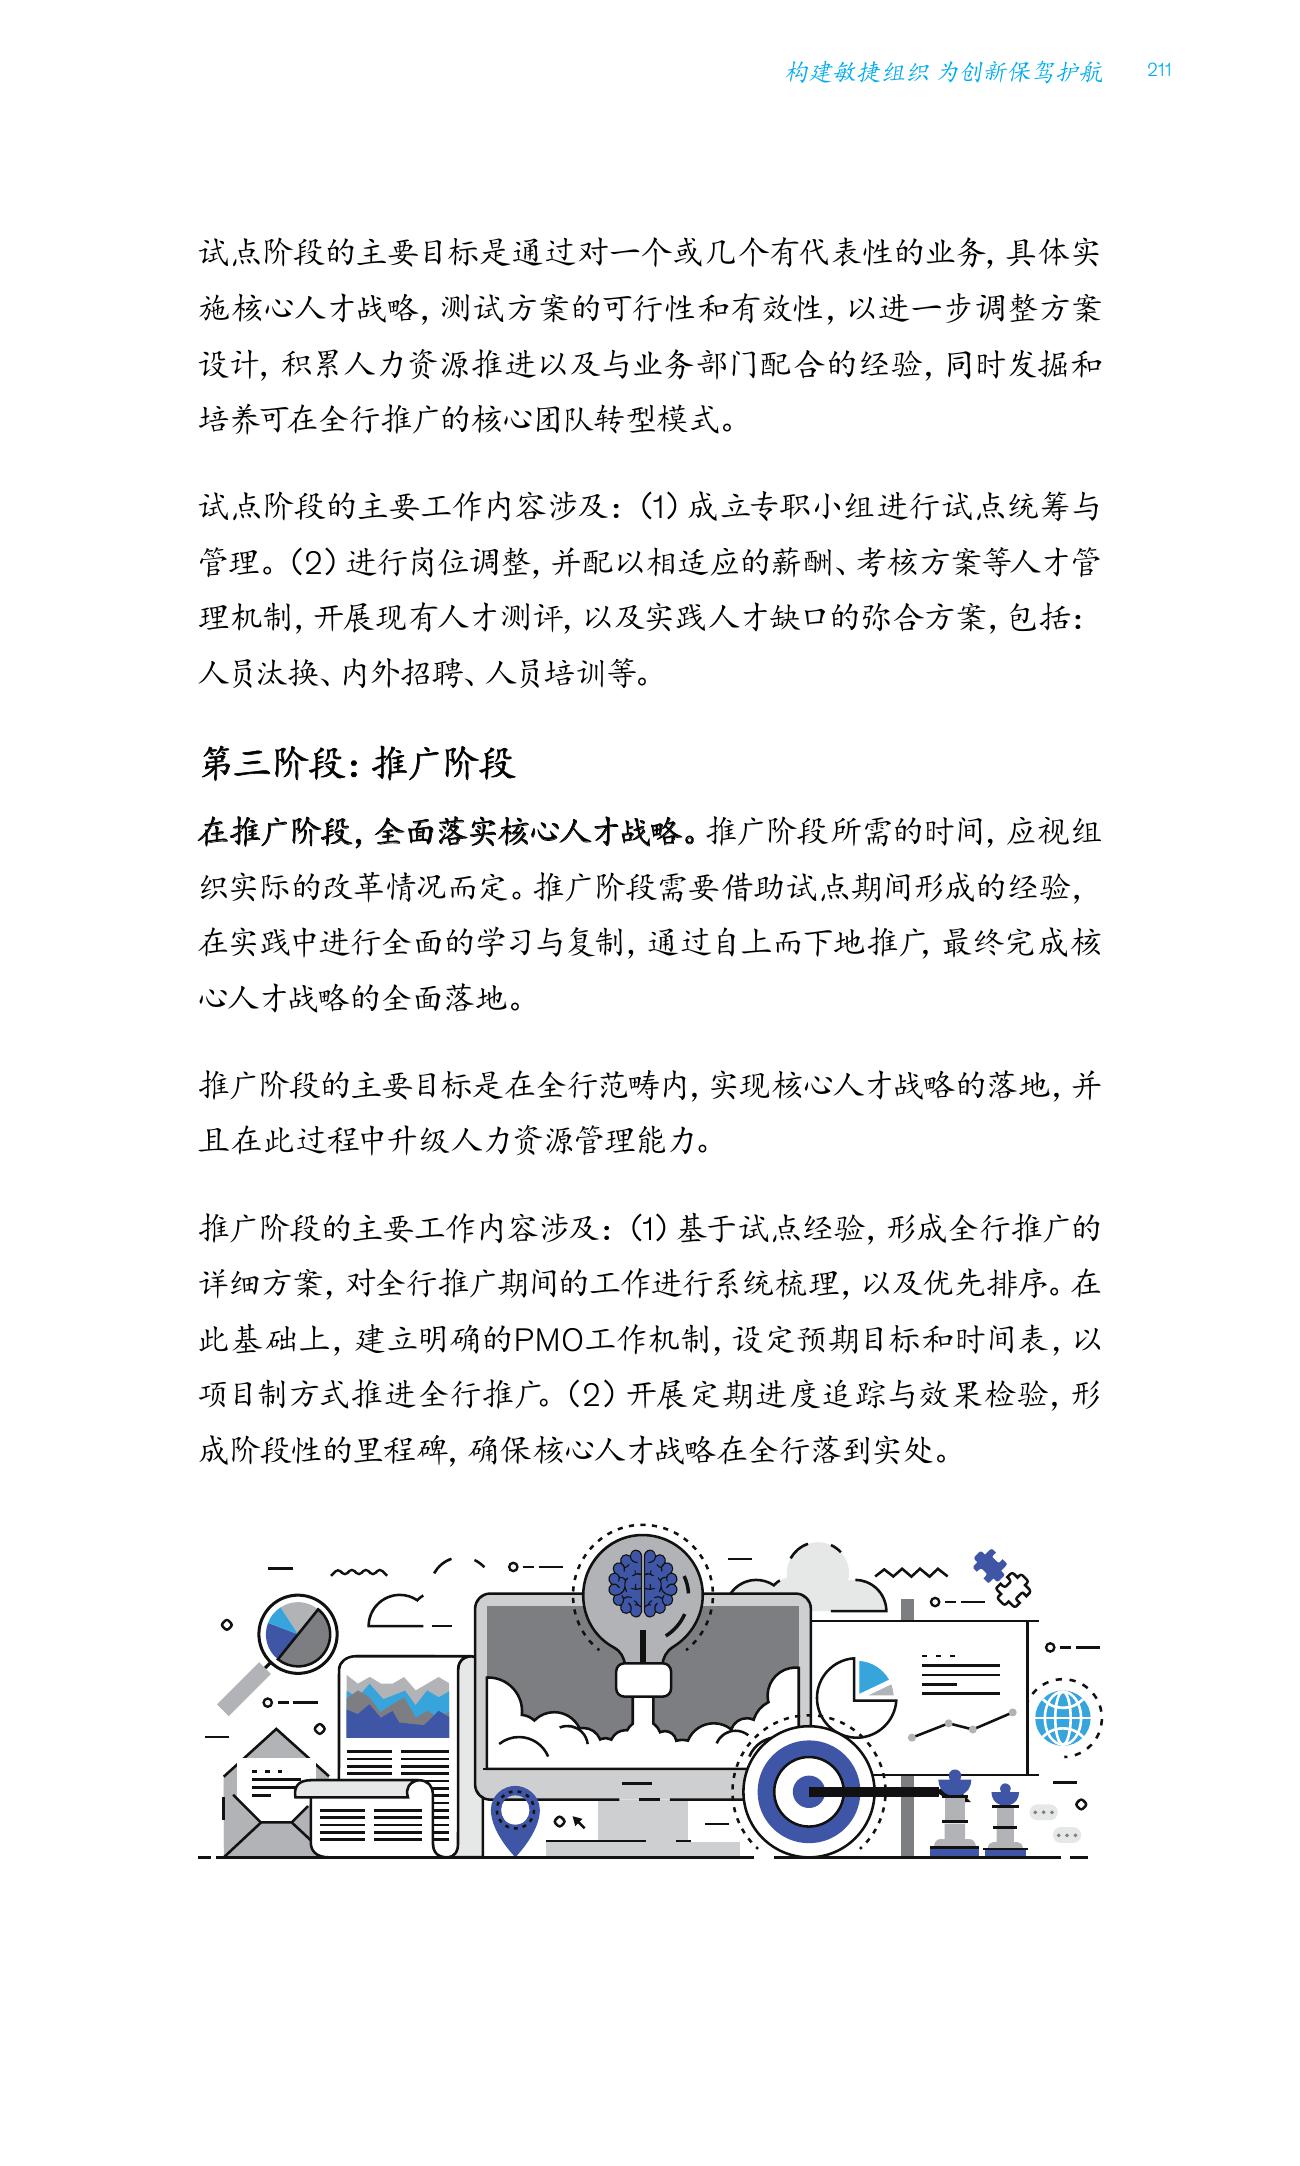 构建敏捷组织 为创新保驾护航 211
试点阶段的主要目标是通过对一个或几个有代表性的业务，具体实
施核心人才战略，测试方案的可行性和有效性，以进一步调整方案
设计，积累人力资源推进以及与业务部门配合的经验，同时发掘和
培养可在全行推广的核心团队转型模式。
试点阶段的主要工作内容涉及：（1）成立专职小组进行试点统筹与
管理。（2）进行岗位调整，并配以相适应的薪酬、考核方案等人才管
理机制，开展现有人才测评，以及实践人才缺口的弥合方案，包括：
人员汰换、内外招聘、人员培训等。
第三阶段：推广阶段
在推广阶段，全面落实核心人才战略。推广阶段所需的时间，应视组
织实际的改革情况而定。推广阶段需要借助试点期间形成的经验，
在实践中进行全面的学习与复制，通过自上而下地推广，最终完成核
心人才战略的全面落地。
推广阶段的主要目标是在全行范畴内，实现核心人才战略的落地，并
且在此过程中升级人力资源管理能力。
推广阶段的主要工作内容涉及：（1）基于试点经验，形成全行推广的
详细方案，对全行推广期间的工作进行系统梳理，以及优先排序。在
此基础上，建立明确的PMO工作机制，设定预期目标和时间表，以
项目制方式推进全行推广。（2）开展定期进度追踪与效果检验，形
成阶段性的里程碑，确保核心人才战略在全行落到实处。